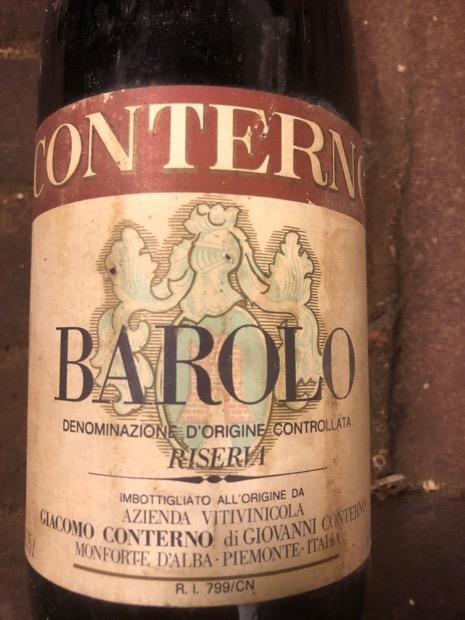 CONTERNO
BAROLO
DENOMINAZIONE D'ORIGINE CONTROLLATA
RISERVA
IMBOTTIGLIATO ALL'ORIGINE DA
AZIENDA VITIVINICOLA
GIACOMO CONTERNO di GIOVANNI CONTERNO
MONFORTE D'ALBA - PIEMONTE - ITALIA
R. I. 799/CN